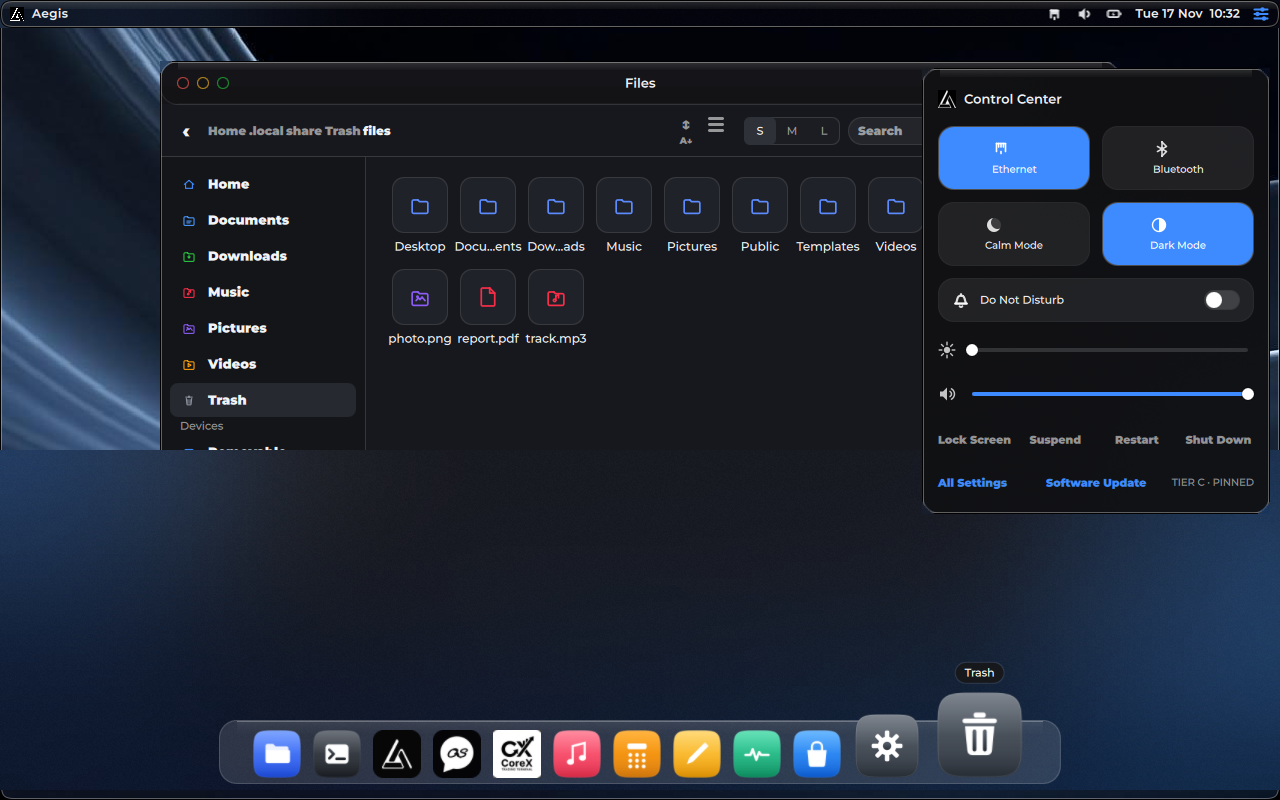 Aegis
Tue 17 Nov 10:32
Files
Control Center
Home .local share Trash files
A+
S M L
Search
Ethernet
Bluetooth
Calm Mode
Dark Mode
Do Not Disturb
Home
Documents
Downloads
Music
Pictures
Videos
Trash
Devices
Desktop Docu...ents Dow...ads Music Pictures Public Templates Videos
photo.png report.pdf track.mp3
Lock Screen Suspend Restart Shut Down
All Settings Software Update TIER C · PINNED
Trash
as
CX
CoreX